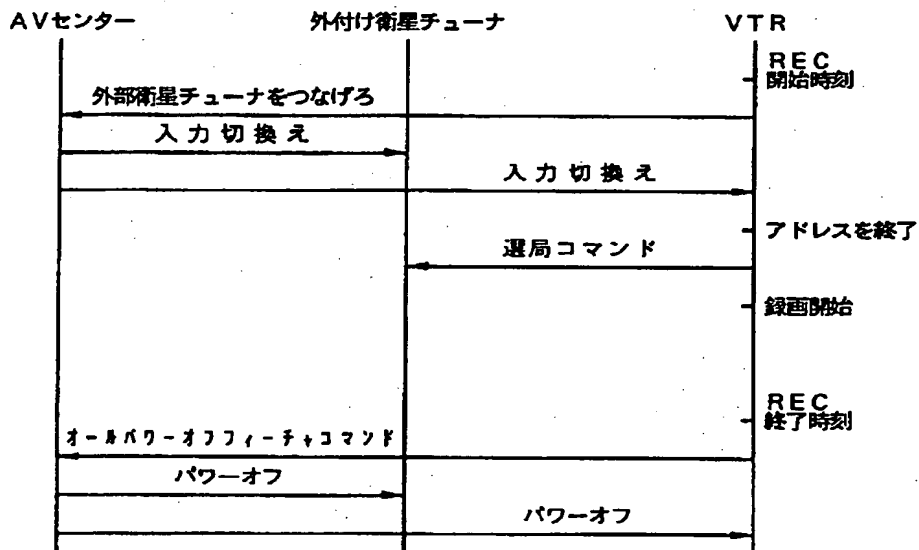 AVセンター
外付け衛星チューナ
VTR
REC
開始時刻
外部衛星チューナをつなげろ
入力切換え
入力切換え
アドレスを終了
選局コマンド
録画開始
REC
終了時刻
オールパワーオフフィーチャコマンド
パワーオフ
パワーオフ